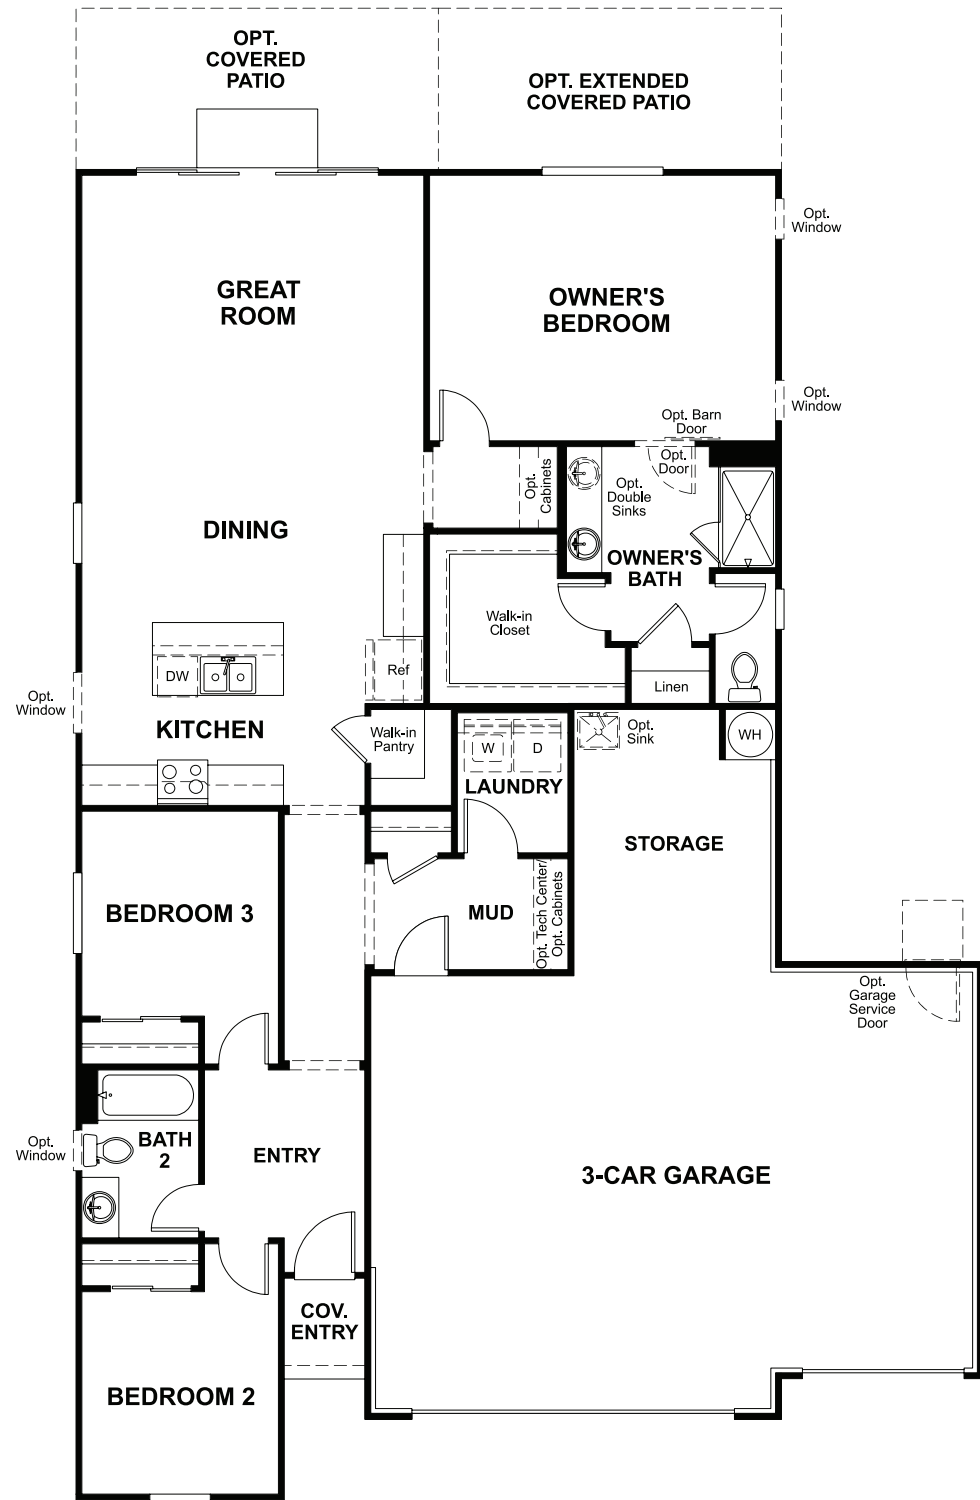 OPT.
COVERED
PATIO
OPT. EXTENDED
COVERED PATIO
Opt.
Window
GREAT
ROOM
OWNER'S
BEDROOM
Opt.
Window
Opt. Barn
Door
Opt.
Door
Opt.
Cabinets
Opt.
Double
Sinks
DINING
OWNER'S
BATH
Walk-in
Closet
Ref
DW
Linen
Opt.
Window
KITCHEN
Walk-in
Pantry
W
D
Opt.
Sink
WH
LAUNDRY
STORAGE
BEDROOM 3
MUD
Opt. Tech Center/
Opt. Cabinets
Opt.
Garage
Service
Door
Opt.
Window
BATH
2
ENTRY
3-CAR GARAGE
COV.
ENTRY
BEDROOM 2